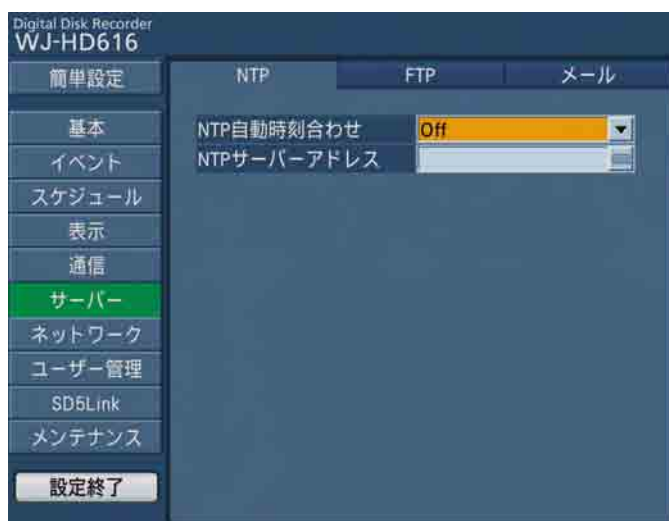 Digital Disk Recorder
WJ-HD616
簡単設定
基本
イベント
スケジュール
表示
通信
サーバー
ネットワーク
ユーザー管理
SD5Link
メンテナンス
設定終了
NTP FTP メール
NTP自動時刻合わせ Off
NTPサーバーアドレス